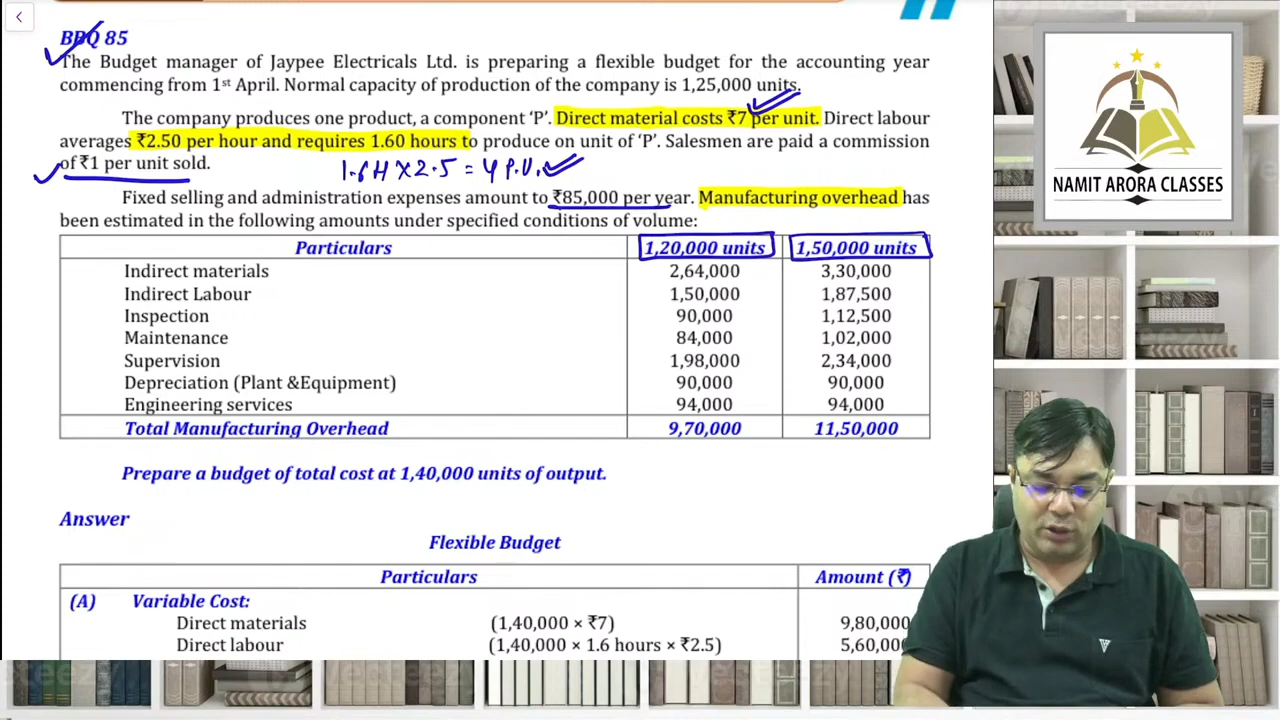 BBQ 85
The Budget manager of Jaypee Electricals Ltd. is preparing a flexible budget for the accounting year
commencing from 1st April. Normal capacity of production of the company is 1,25,000 units.
The company produces one product, a component ‘P’. Direct material costs ₹7 per unit. Direct labour
averages ₹2.50 per hour and requires 1.60 hours to produce on unit of ‘P’. Salesmen are paid a commission
of ₹1 per unit sold.
1.6H × 2.5 = 4 P.U.
Fixed selling and administration expenses amount to ₹85,000 per year. Manufacturing overhead has
been estimated in the following amounts under specified conditions of volume:
Particulars 1,20,000 units 1,50,000 units
Indirect materials 2,64,000 3,30,000
Indirect Labour 1,50,000 1,87,500
Inspection 90,000 1,12,500
Maintenance 84,000 1,02,000
Supervision 1,98,000 2,34,000
Depreciation (Plant &Equipment) 90,000 90,000
Engineering services 94,000 94,000
Total Manufacturing Overhead 9,70,000 11,50,000
Prepare a budget of total cost at 1,40,000 units of output.
Answer
Flexible Budget
Particulars Amount (₹)
(A) Variable Cost:
Direct materials (1,40,000 × ₹7) 9,80,000
Direct labour (1,40,000 × 1.6 hours × ₹2.5) 5,60,000
NAMIT ARORA CLASSES